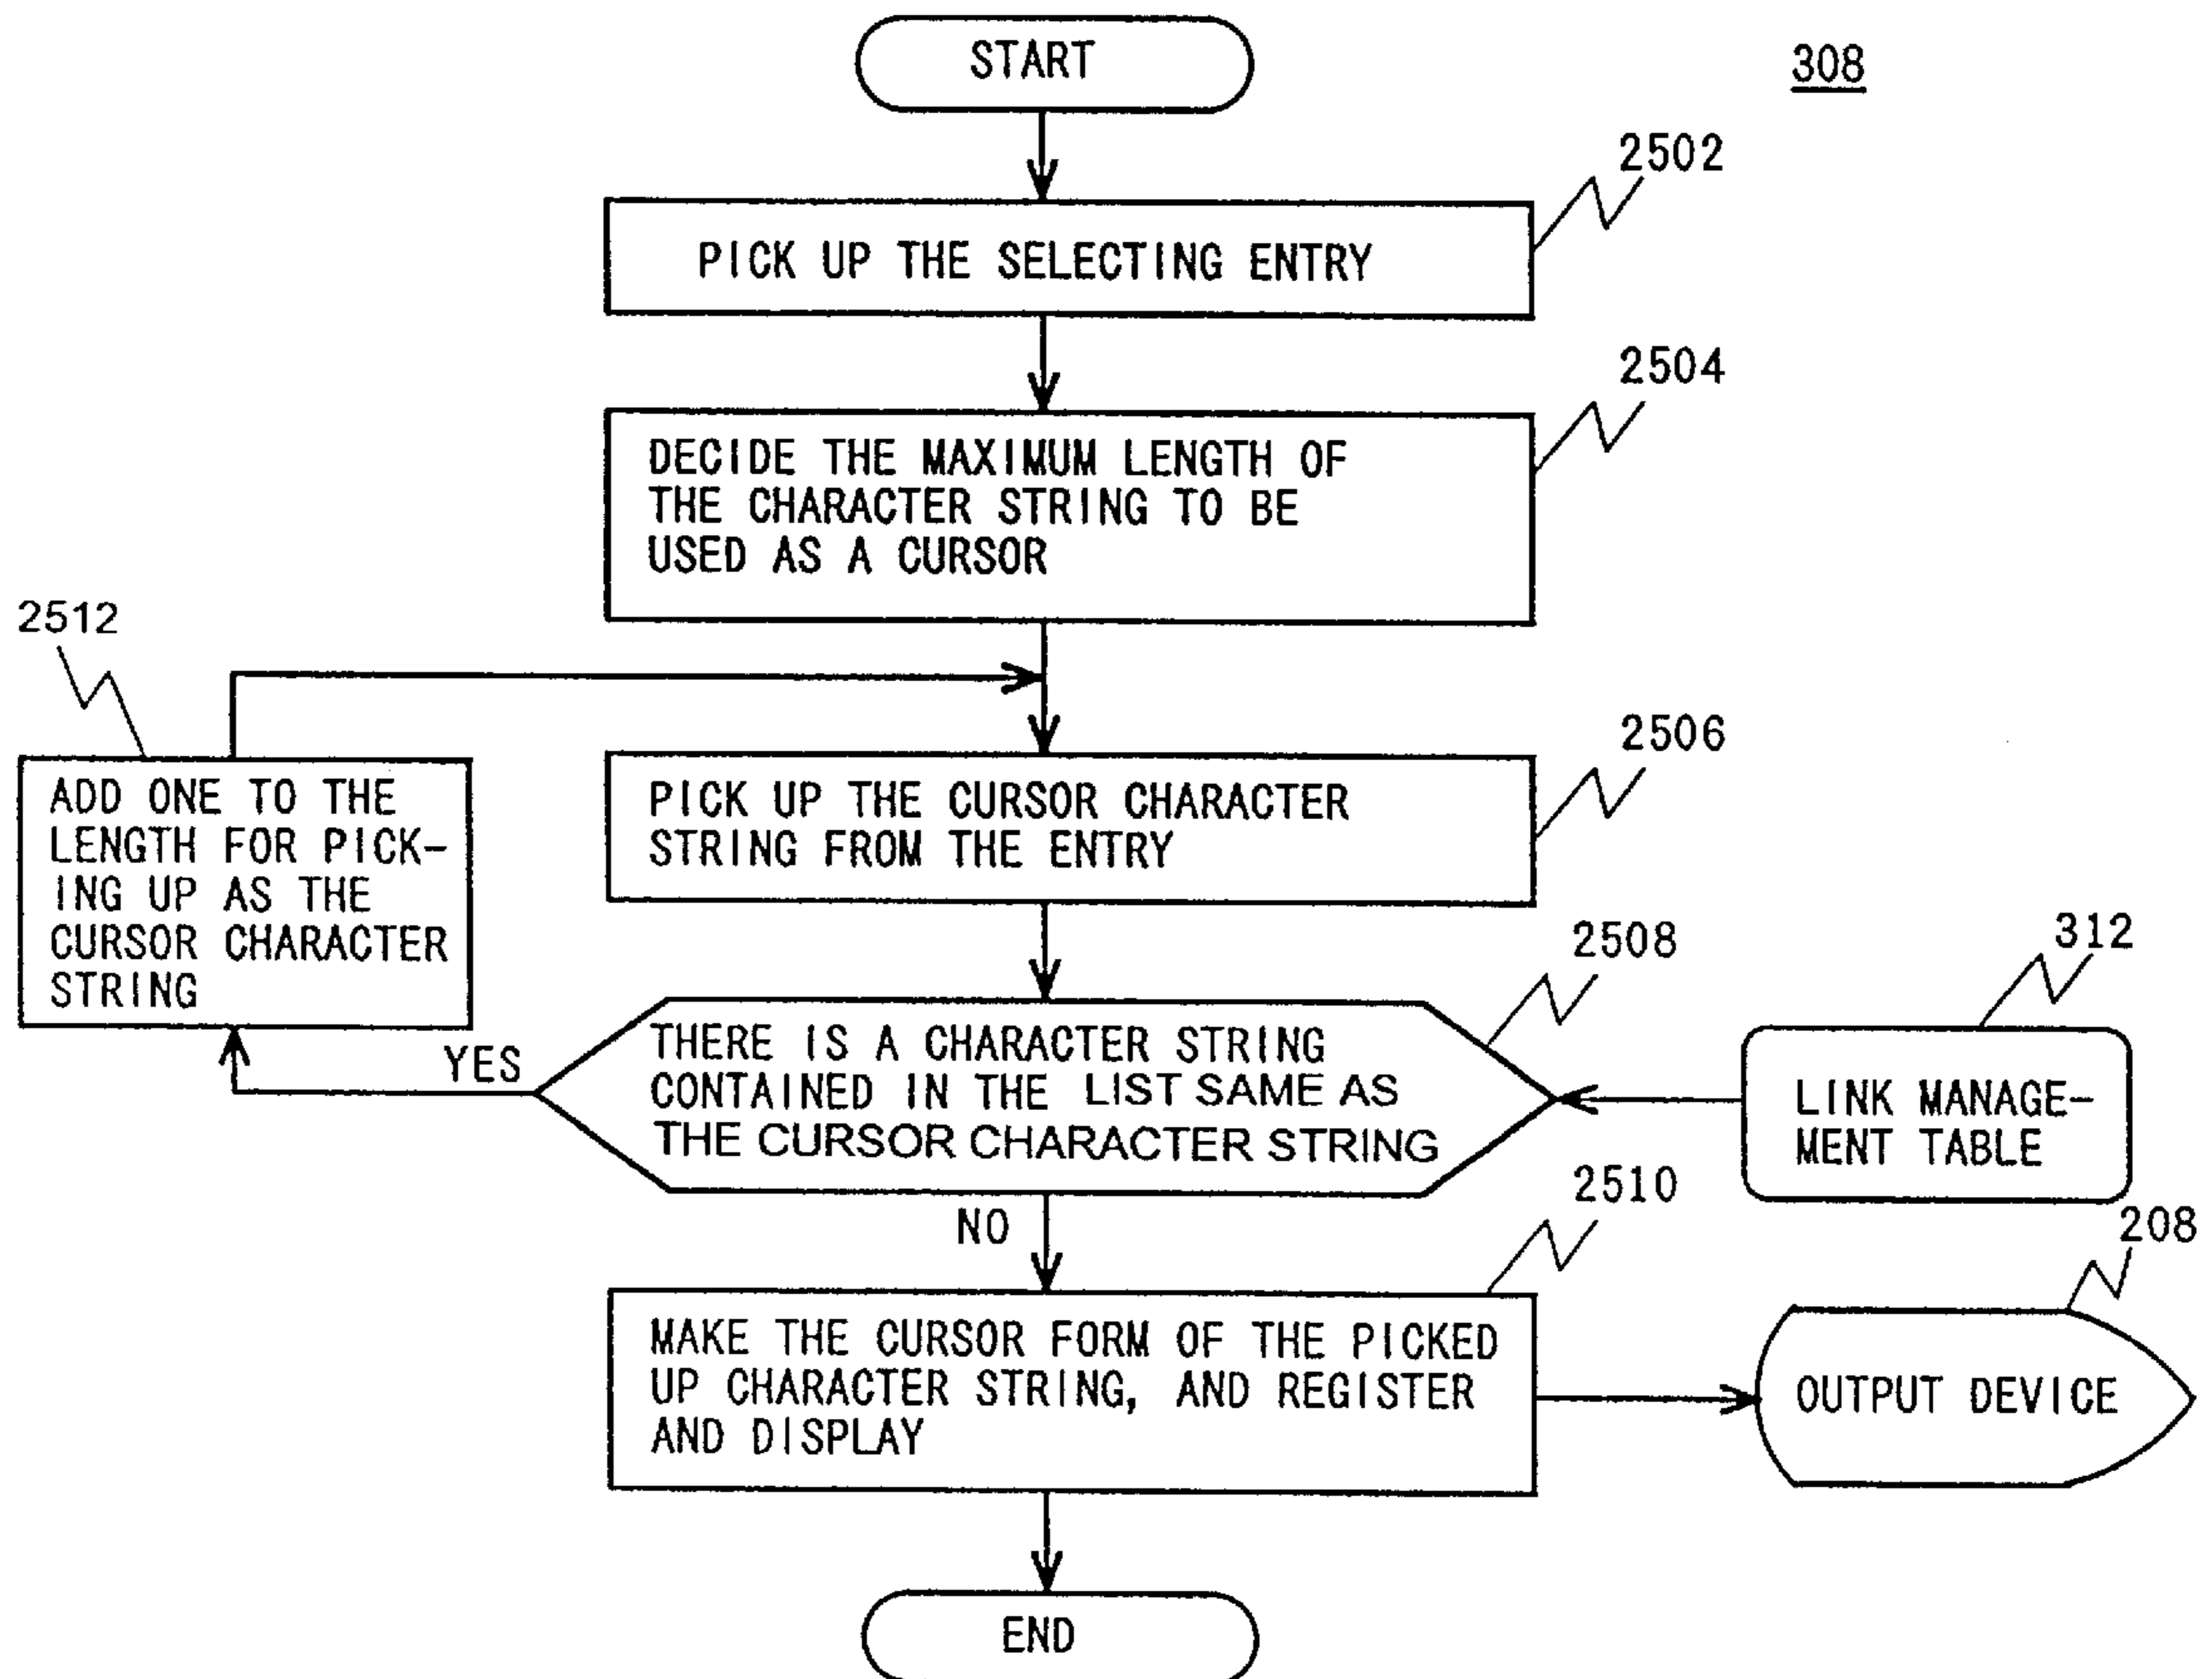 START
308
2502
PICK UP THE SELECTING ENTRY
2504
DECIDE THE MAXIMUM LENGTH OF
THE CHARACTER STRING TO BE
USED AS A CURSOR
2512
ADD ONE TO THE
LENGTH FOR PICK-
ING UP AS THE
CURSOR CHARACTER
STRING
2506
PICK UP THE CURSOR CHARACTER
STRING FROM THE ENTRY
2508
THERE IS A CHARACTER STRING
CONTAINED IN THE LIST SAME AS
THE CURSOR CHARACTER STRING
YES
NO
312
LINK MANAGE-
MENT TABLE
2510
MAKE THE CURSOR FORM OF THE PICKED
UP CHARACTER STRING, AND REGISTER
AND DISPLAY
208
OUTPUT DEVICE
END